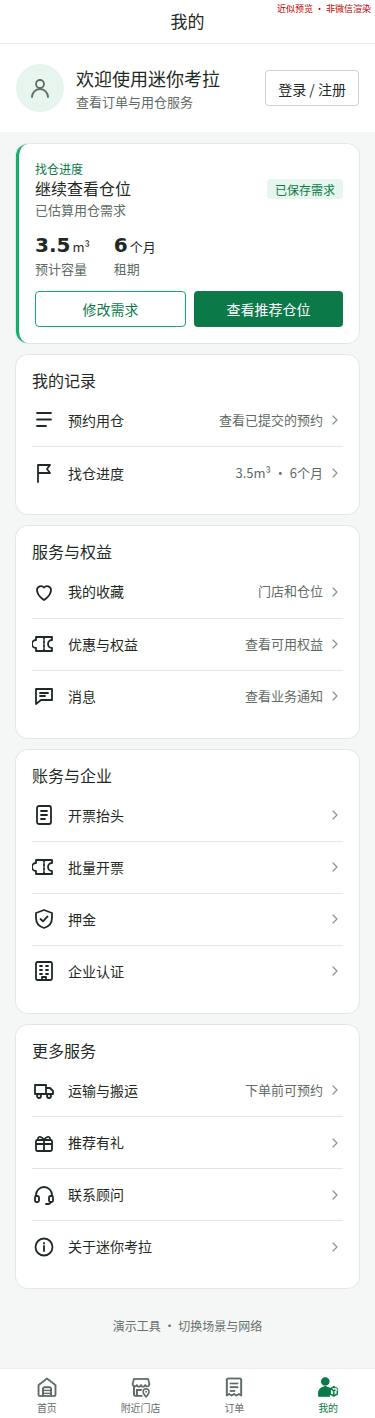 我的
近似预览 · 非微信渲染
欢迎使用迷你考拉
查看订单与用仓服务
登录 / 注册
找仓进度
继续查看仓位
已保存需求
已估算用仓需求
3.5 m³ 6 个月
预计容量 租期
修改需求 查看推荐仓位
我的记录
预约用仓 查看已提交的预约
找仓进度 3.5m³ · 6个月
服务与权益
我的收藏 门店和仓位
优惠与权益 查看可用权益
消息 查看业务通知
账务与企业
开票抬头
批量开票
押金
企业认证
更多服务
运输与搬运 下单前可预约
推荐有礼
联系顾问
关于迷你考拉
演示工具 · 切换场景与网络
首页 附近门店 订单 我的